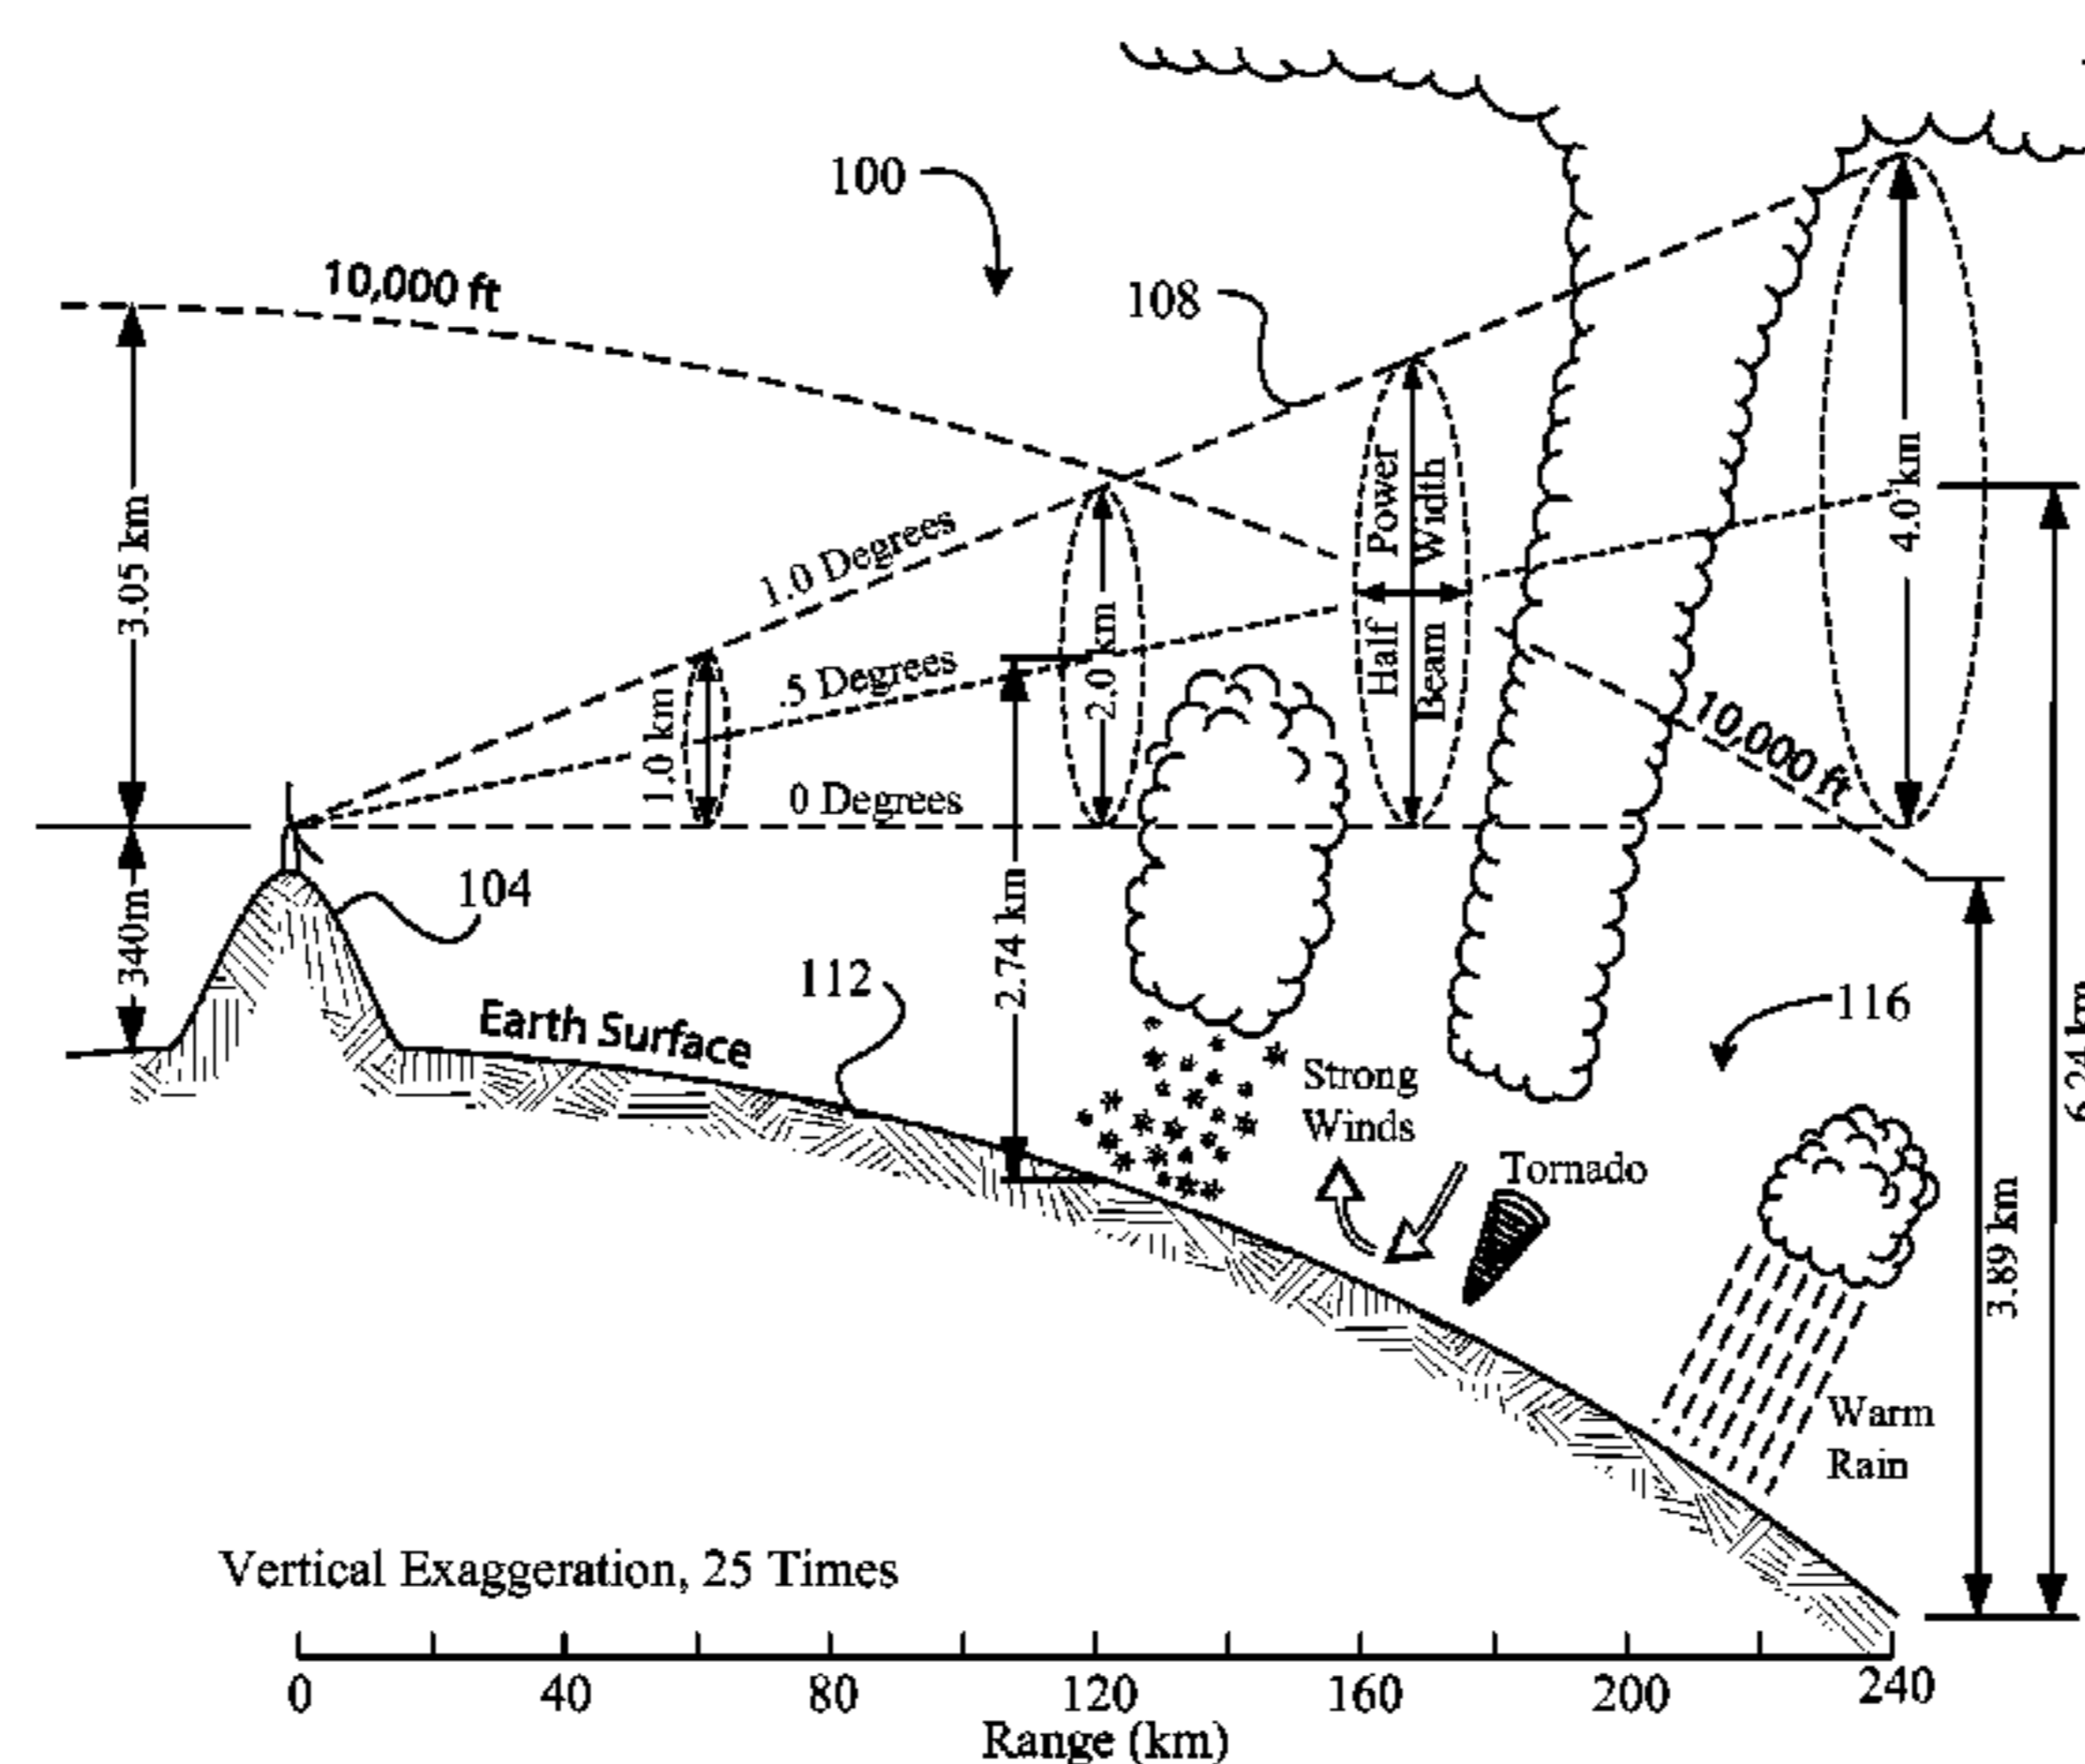 100
10,000 ft
108
3.05 km
1.0 Degrees
.5 Degrees
0 Degrees
1.0 km
2.0 km
Half Power
Beam Width
4.0 km
10,000 ft
340m
104
112
2.74 km
Earth Surface
Strong
Winds
Tornado
116
6.24 km
3.89 km
Warm
Rain
Vertical Exaggeration, 25 Times
0 40 80 120 160 200 240
Range (km)